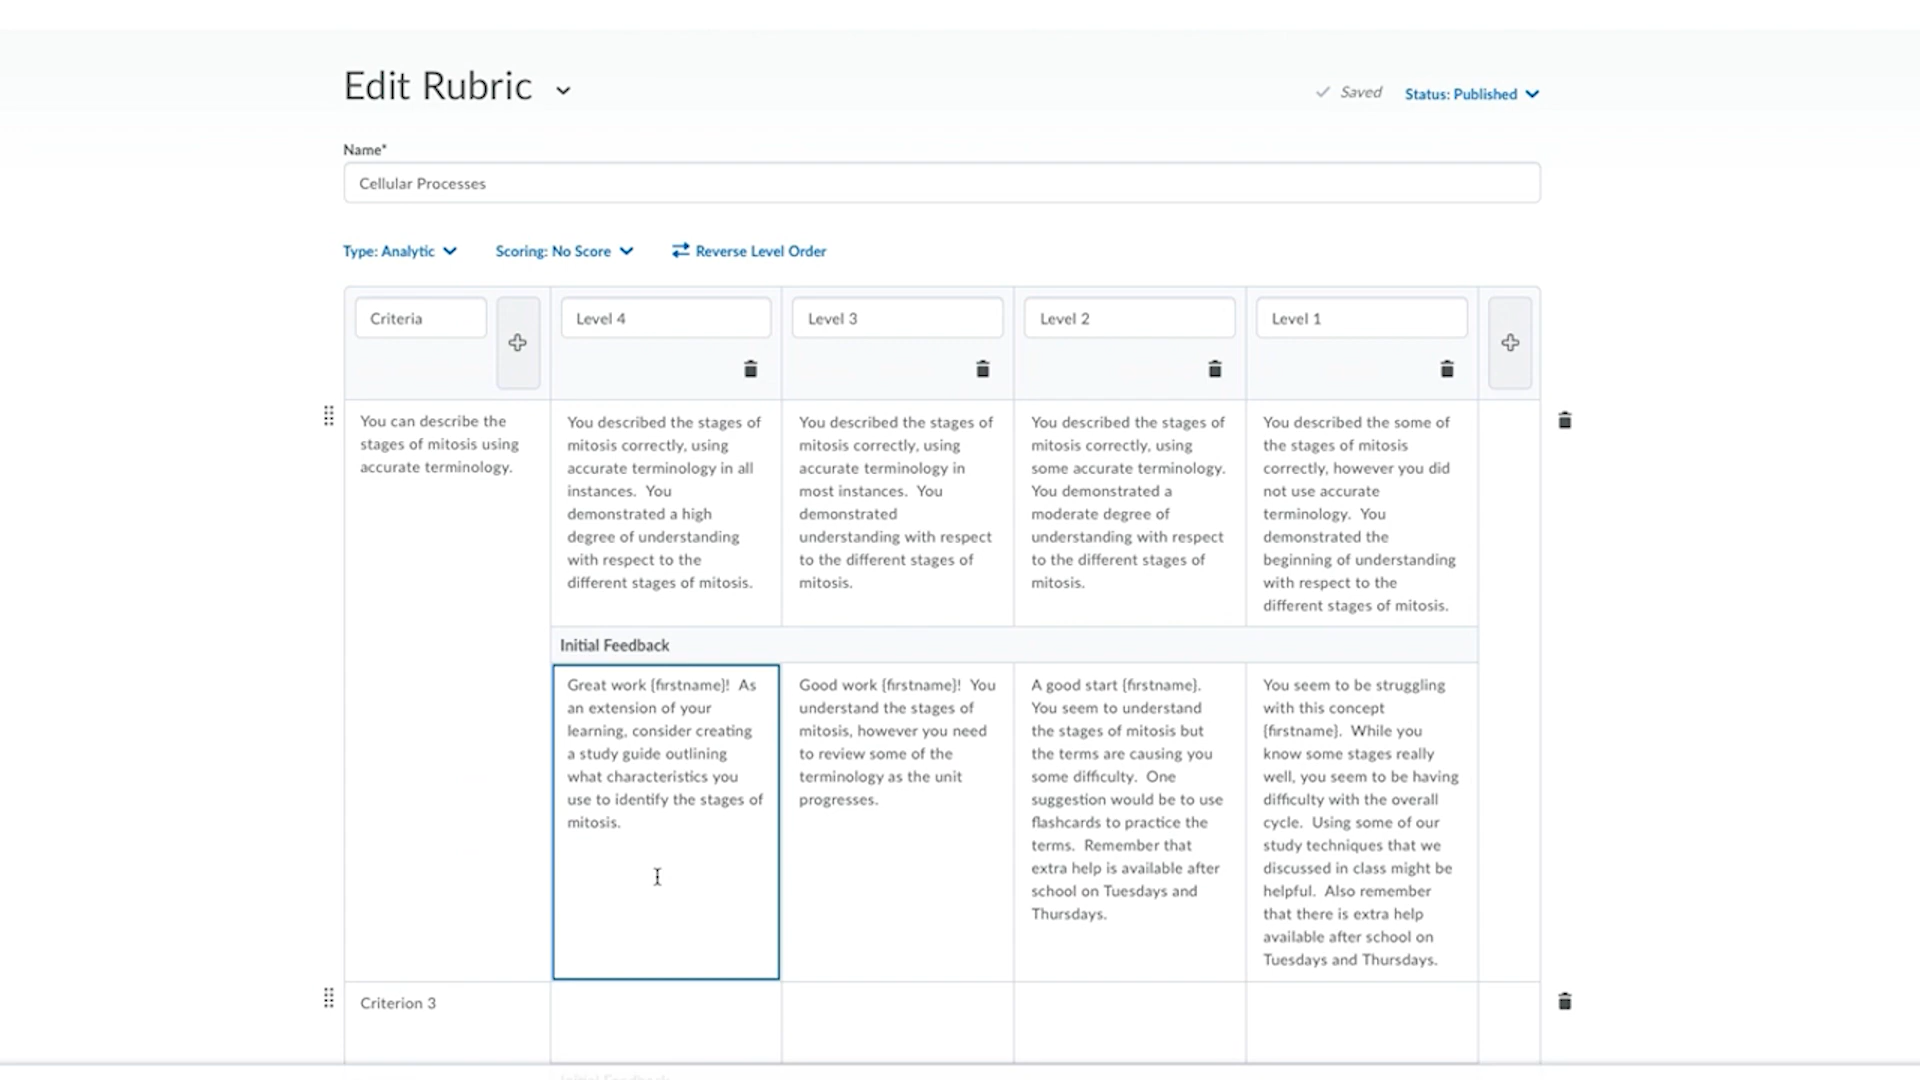 Edit Rubric
Saved
Status: Published
Name*
Cellular Processes
Type: Analytic
Scoring: No Score
Reverse Level Order
Criteria
Level 4
Level 3
Level 2
Level 1
You can describe the
stages of mitosis using
accurate terminology.
You described the stages of
mitosis correctly, using
accurate terminology in all
instances.  You
demonstrated a high
degree of understanding
with respect to the
different stages of mitosis.
You described the stages of
mitosis correctly, using
accurate terminology in
most instances.  You
demonstrated
understanding with respect
to the different stages of
mitosis.
You described the stages of
mitosis correctly, using
some accurate terminology.
You demonstrated a
moderate degree of
understanding with respect
to the different stages of
mitosis.
You described the some of
the stages of mitosis
correctly, however you did
not use accurate
terminology.  You
demonstrated the
beginning of understanding
with respect to the
different stages of mitosis.
Initial Feedback
Great work {firstname}!  As
an extension of your
learning, consider creating
a study guide outlining
what characteristics you
use to identify the stages of
mitosis.
Good work {firstname}!  You
understand the stages of
mitosis, however you need
to review some of the
terminology as the unit
progresses.
A good start {firstname}.
You seem to understand
the stages of mitosis but
the terms are causing you
some difficulty.  One
suggestion would be to use
flashcards to practice the
terms.  Remember that
extra help is available after
school on Tuesdays and
Thursdays.
You seem to be struggling
with this concept
{firstname}.  While you
know some stages really
well, you seem to be having
difficulty with the overall
cycle.  Using some of our
study techniques that we
discussed in class might be
helpful.  Also remember
that there is extra help
available after school on
Tuesdays and Thursdays.
Criterion 3